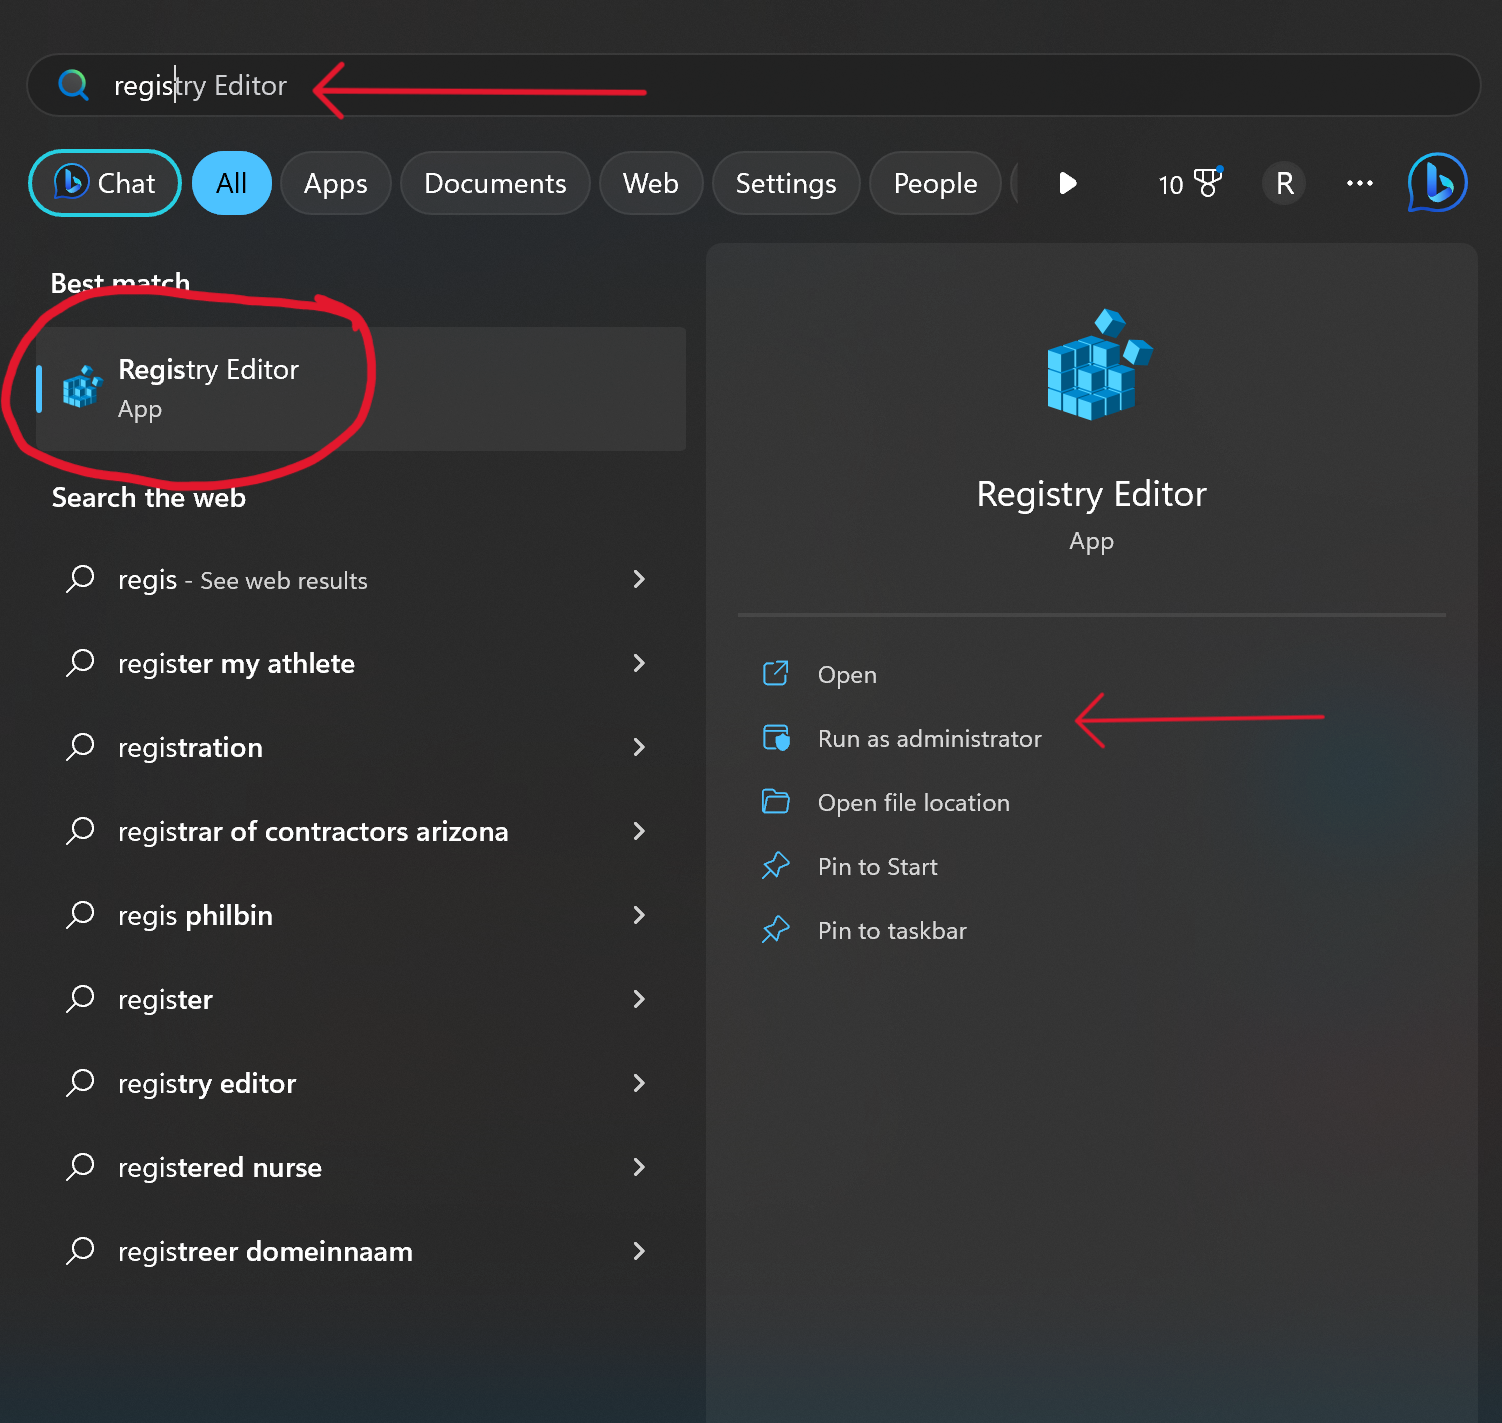 registry Editor
Chat All Apps Documents Web Settings People 10 R
Best match
Registry Editor
App
Search the web
regis - See web results
register my athlete
registration
registrar of contractors arizona
regis philbin
register
registry editor
registered nurse
registreer domeinnaam
Registry Editor
App
Open
Run as administrator
Open file location
Pin to Start
Pin to taskbar